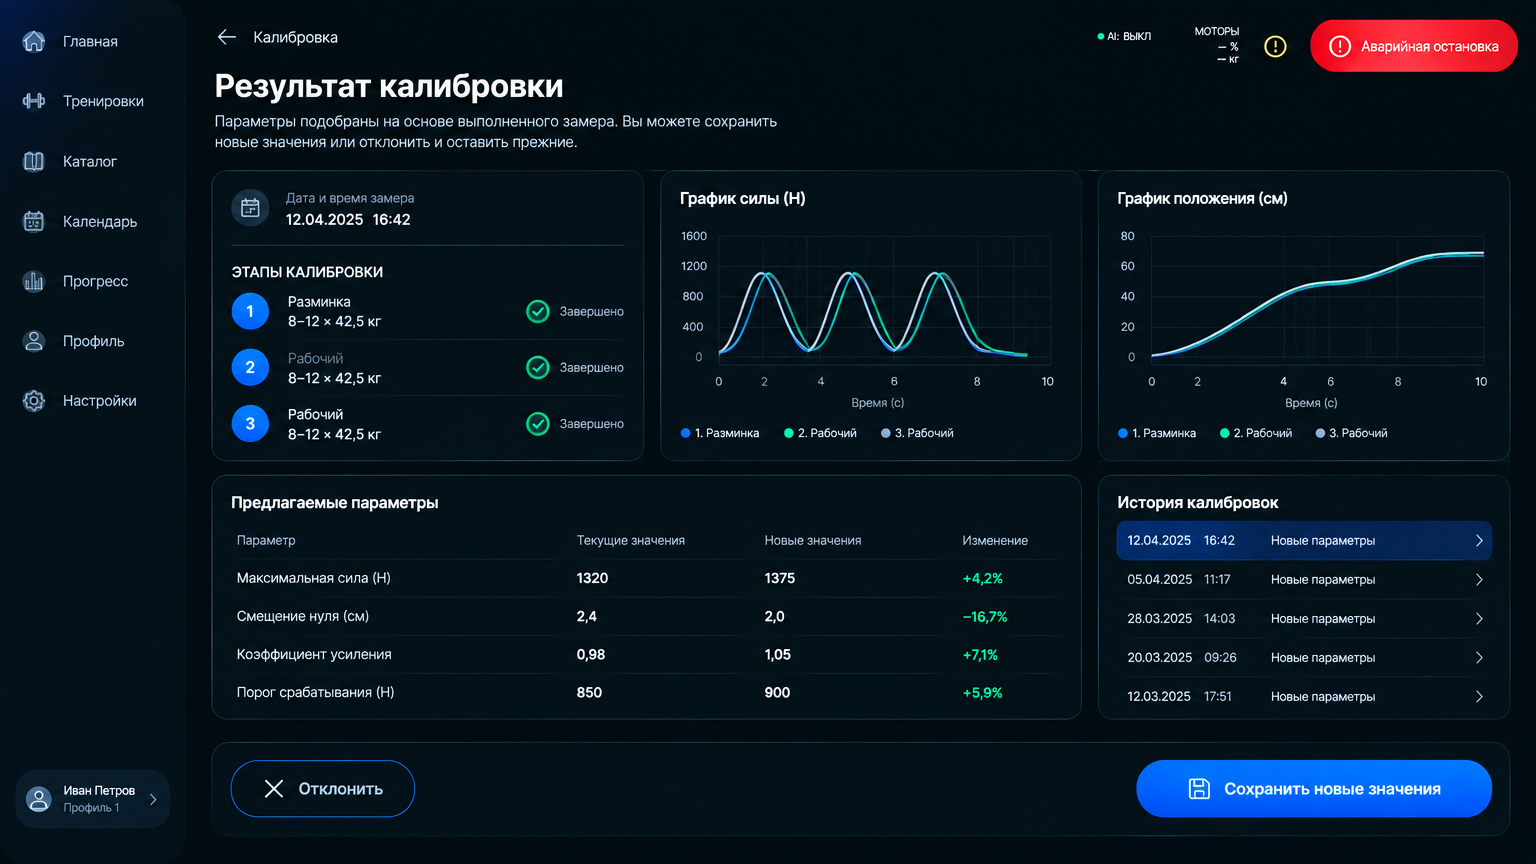 Главная
Тренировки
Каталог
Календарь
Прогресс
Профиль
Настройки
Иван Петров
Профиль 1
Калибровка
AI: ВЫКЛ
МОТОРЫ
– %
– кг
Аварийная остановка
Результат калибровки
Параметры подобраны на основе выполненного замера. Вы можете сохранить
новые значения или отклонить и оставить прежние.
Дата и время замера
12.04.2025 16:42
ЭТАПЫ КАЛИБРОВКИ
1 Разминка
8–12 × 42,5 кг
Завершено
2 Рабочий
8–12 × 42,5 кг
Завершено
3 Рабочий
8–12 × 42,5 кг
Завершено
График силы (Н)
1600
1200
800
400
0
0 2 4 6 8 10
Время (с)
1. Разминка 2. Рабочий 3. Рабочий
График положения (см)
80
60
40
20
0
0 2 4 6 8 10
Время (с)
1. Разминка 2. Рабочий 3. Рабочий
Предлагаемые параметры
Параметр Текущие значения Новые значения Изменение
Максимальная сила (Н) 1320 1375 +4,2%
Смещение нуля (см) 2,4 2,0 –16,7%
Коэффициент усиления 0,98 1,05 +7,1%
Порог срабатывания (Н) 850 900 +5,9%
История калибровок
12.04.2025 16:42 Новые параметры
05.04.2025 11:17 Новые параметры
28.03.2025 14:03 Новые параметры
20.03.2025 09:26 Новые параметры
12.03.2025 17:51 Новые параметры
Отклонить
Сохранить новые значения